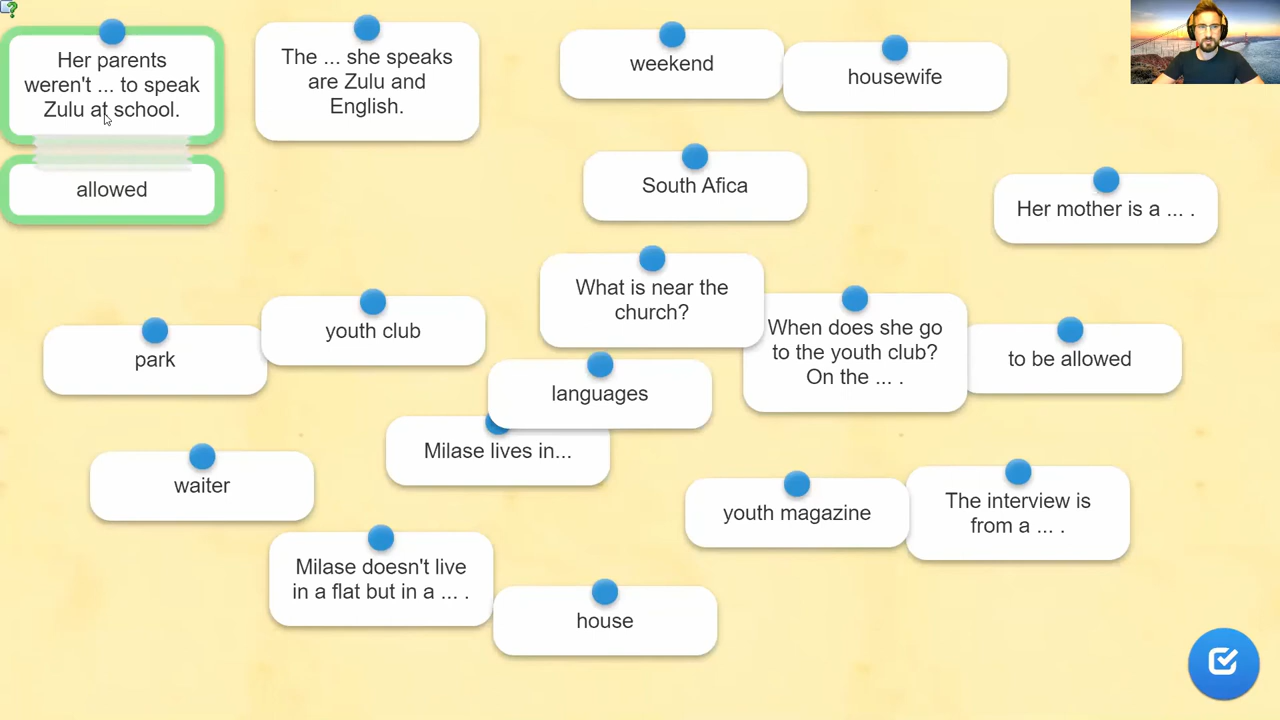 Her parents
weren't ... to speak
Zulu at school.
allowed
The ... she speaks
are Zulu and
English.
weekend
housewife
South Afica
Her mother is a ... .
What is near the
church?
When does she go
to the youth club?
On the ... .
to be allowed
park
youth club
languages
Milase lives in...
waiter
youth magazine
The interview is
from a ... .
Milase doesn't live
in a flat but in a ... .
house